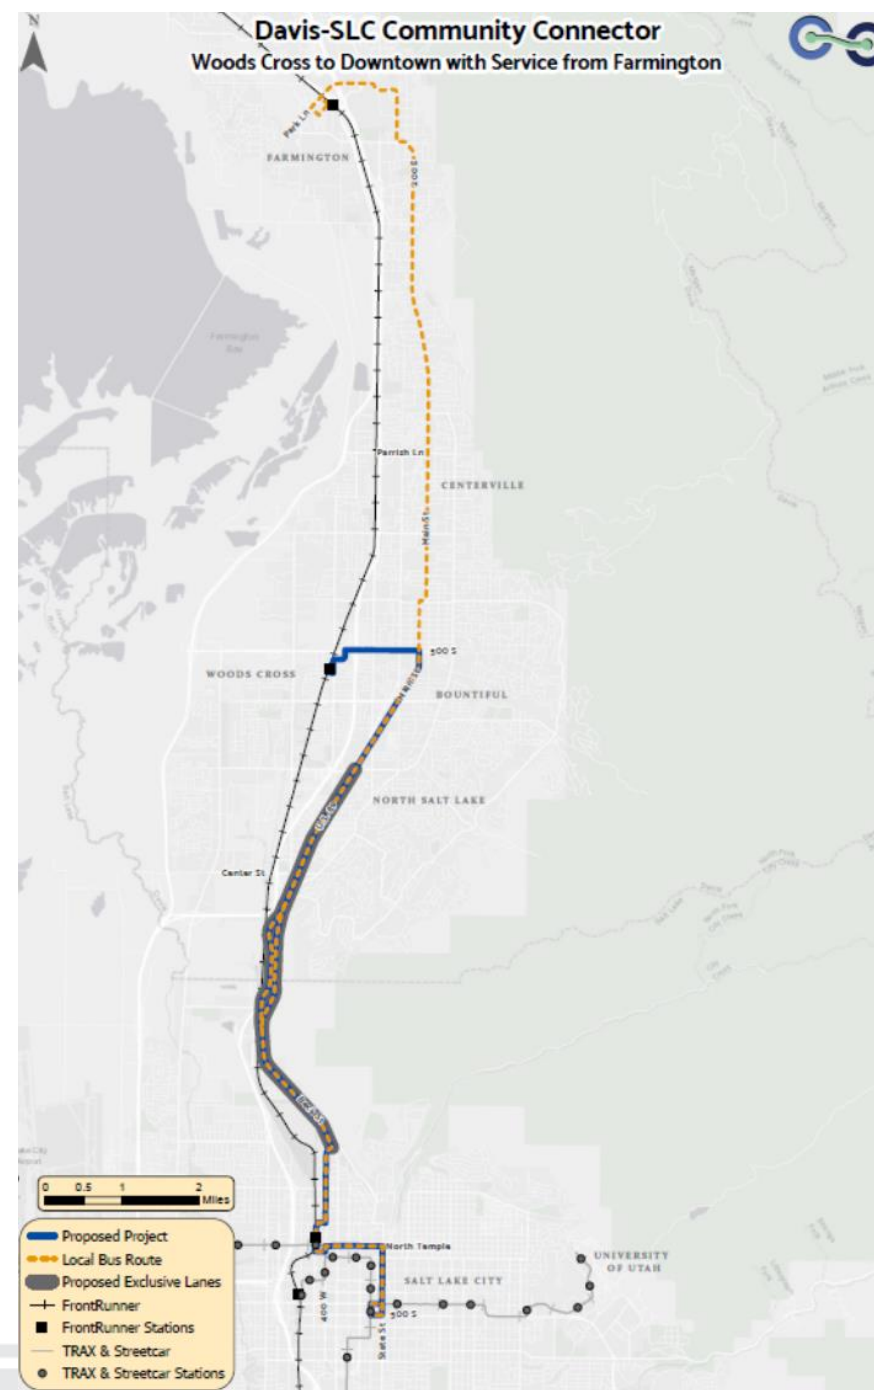 Davis-SLC Community Connector
Woods Cross to Downtown with Service from Farmington
N
Park Ln
FARMINGTON
200 S
Farmington
Bay
Parrish Ln
CENTERVILLE
Main St
500 S
WOODS CROSS
BOUNTIFUL
NORTH SALT LAKE
Center St
North Temple
UNIVERSITY
OF UTAH
SALT LAKE CITY
400 W
State St
500 S
0 0.5 1 2
Miles
Proposed Project
Local Bus Route
Proposed Exclusive Lanes
FrontRunner
FrontRunner Stations
TRAX & Streetcar
TRAX & Streetcar Stations